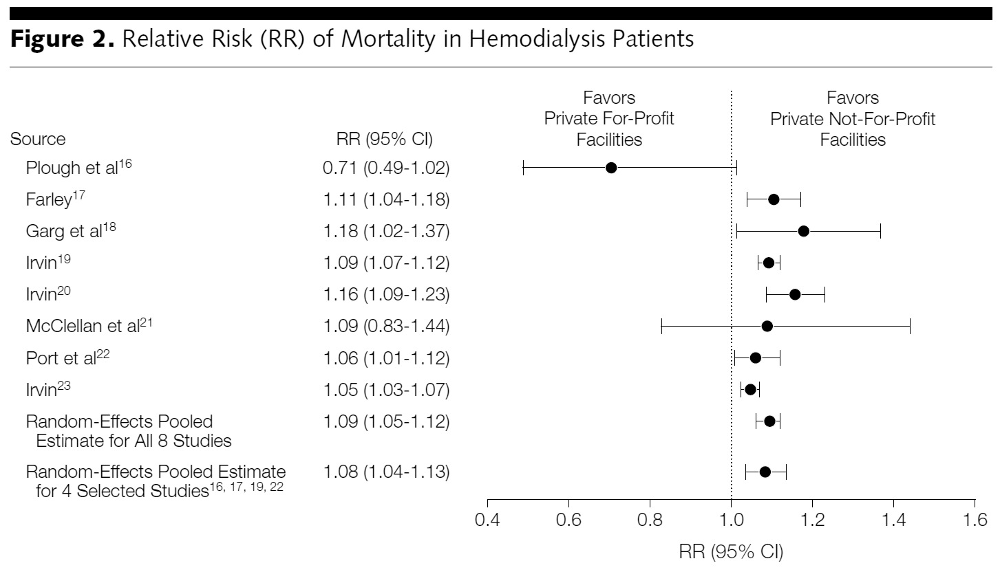 Figure 2. Relative Risk (RR) of Mortality in Hemodialysis Patients
Favors
Private For-Profit
Facilities
Favors
Private Not-For-Profit
Facilities
Source RR (95% CI)
Plough et al16 0.71 (0.49-1.02)
Farley17 1.11 (1.04-1.18)
Garg et al18 1.18 (1.02-1.37)
Irvin19 1.09 (1.07-1.12)
Irvin20 1.16 (1.09-1.23)
McClellan et al21 1.09 (0.83-1.44)
Port et al22 1.06 (1.01-1.12)
Irvin23 1.05 (1.03-1.07)
Random-Effects Pooled 1.09 (1.05-1.12)
Estimate for All 8 Studies
Random-Effects Pooled Estimate 1.08 (1.04-1.13)
for 4 Selected Studies16, 17, 19, 22
0.4 0.6 0.8 1.0 1.2 1.4 1.6
RR (95% CI)